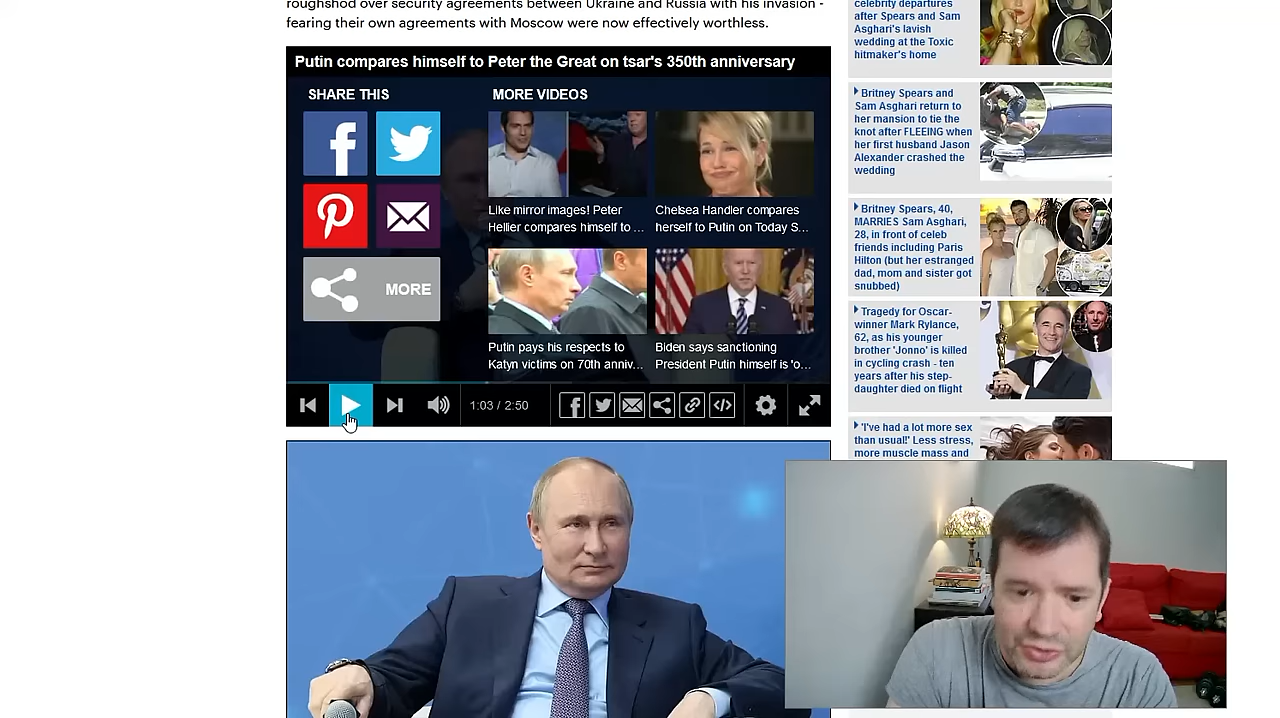 roughshod over security agreements between Ukraine and Russia with his invasion -
fearing their own agreements with Moscow were now effectively worthless.
Putin compares himself to Peter the Great on tsar's 350th anniversary
SHARE THIS
MORE
MORE VIDEOS
Like mirror images! Peter
Hellier compares himself to ...
Chelsea Handler compares
herself to Putin on Today S...
Putin pays his respects to
Katyn victims on 70th anniv...
Biden says sanctioning
President Putin himself is 'o...
1:03 / 2:50
celebrity departures
after Spears and Sam
Asghari's lavish
wedding at the Toxic
hitmaker's home
Britney Spears and
Sam Asghari return to
her mansion to tie the
knot after FLEEING when
her first husband Jason
Alexander crashed the
wedding
Britney Spears, 40,
MARRIES Sam Asghari,
28, in front of celeb
friends including Paris
Hilton (but her estranged
dad, mom and sister got
snubbed)
Tragedy for Oscar-
winner Mark Rylance,
62, as his younger
brother 'Jonno' is killed
in cycling crash - ten
years after his step-
daughter died on flight
'I've had a lot more sex
than usual!' Less stress,
more muscle mass and